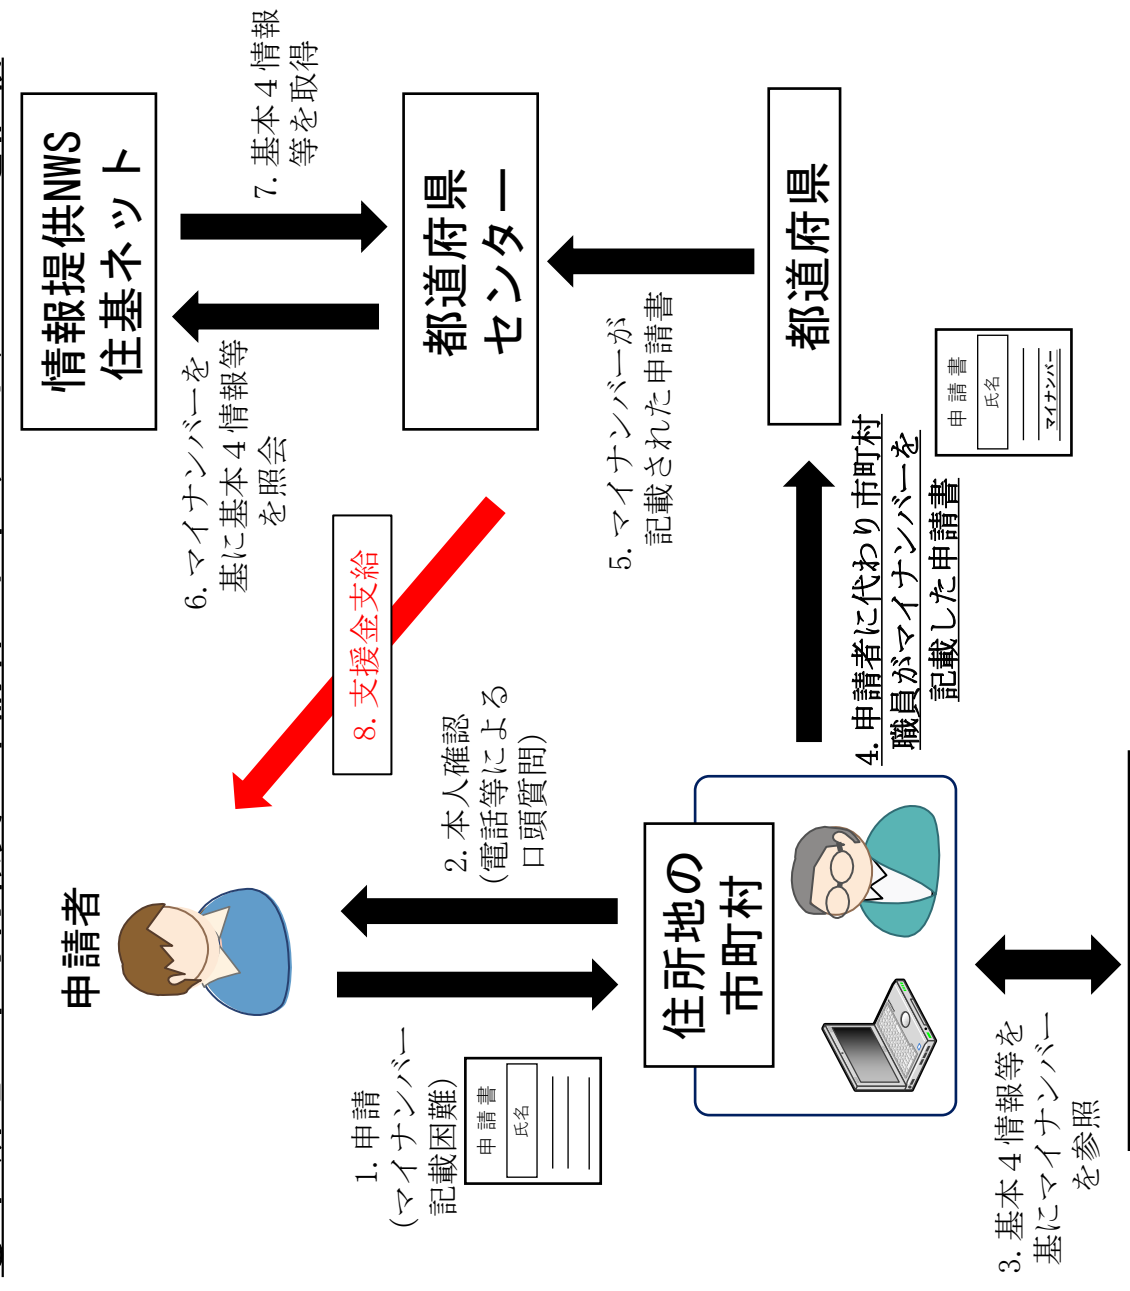 申請者
1. 申請
(マイナンバー
記載困難)
申請書
氏名
2. 本人確認
(電話等による
口頭質問)
住所地の
市町村
3. 基本４情報等を
基にマイナンバー
を参照
4. 申請者に代わり市町村
職員がマイナンバーを
記載した申請書
申請書
氏名
マイナンバー
都道府県
5. マイナンバーが
記載された申請書
都道府県
センター
6. マイナンバーを
基に基本４情報等
を照会
情報提供NWS
住基ネット
7. 基本４情報
等を取得
8. 支援金支給